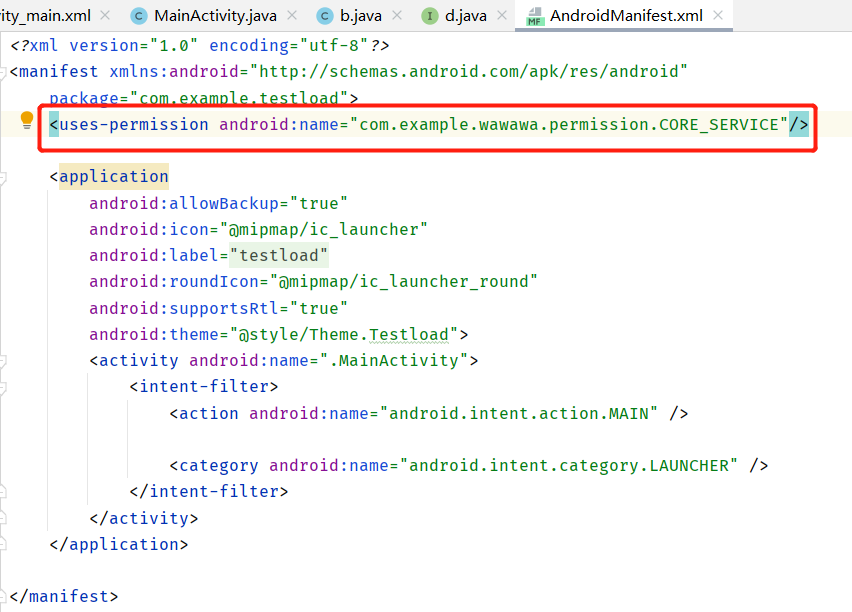 ity_main.xml MainActivity.java b.java d.java AndroidManifest.xml
<?xml version="1.0" encoding="utf-8"?>
<manifest xmlns:android="http://schemas.android.com/apk/res/android"
package="com.example.testload">
<uses-permission android:name="com.example.wawawa.permission.CORE_SERVICE"/>
<application
android:allowBackup="true"
android:icon="@mipmap/ic_launcher"
android:label="testload"
android:roundIcon="@mipmap/ic_launcher_round"
android:supportsRtl="true"
android:theme="@style/Theme.Testload">
<activity android:name=".MainActivity">
<intent-filter>
<action android:name="android.intent.action.MAIN" />
<category android:name="android.intent.category.LAUNCHER" />
</intent-filter>
</activity>
</application>
</manifest>